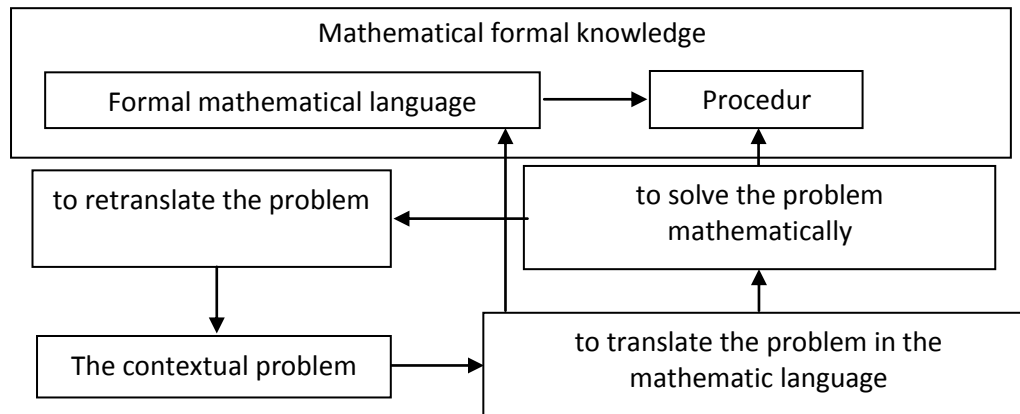 Mathematical formal knowledge
Formal mathematical language
Procedur
to retranslate the problem
to solve the problem
mathematically
The contextual problem
to translate the problem in the
mathematic language